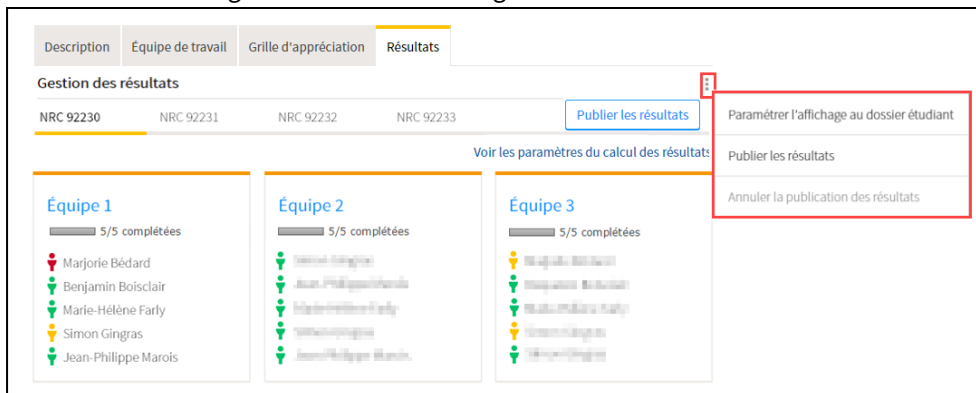 Description Équipe de travail Grille d'appréciation Résultats
Gestion des résultats
NRC 92230 NRC 92231 NRC 92232 NRC 92233 Publier les résultats
Voir les paramètres du calcul des résultats
Paramétrer l'affichage au dossier étudiant
Publier les résultats
Annuler la publication des résultats
Équipe 1
5/5 complétées
Marjorie Bédard
Benjamin Boisclair
Marie-Hélène Farly
Simon Gingras
Jean-Philippe Marois
Équipe 2
5/5 complétées
Équipe 3
5/5 complétées